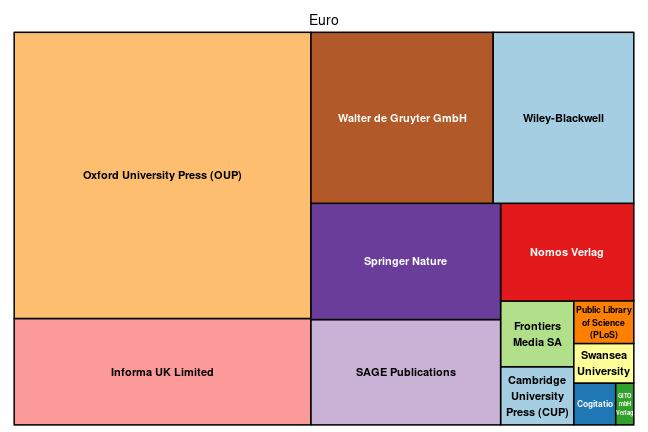 Euro
Oxford University Press (OUP)
Informa UK Limited
Walter de Gruyter GmbH
Wiley-Blackwell
Springer Nature
SAGE Publications
Nomos Verlag
Frontiers
Media SA
Cambridge
University
Press (CUP)
Public Library
of Science
(PLoS)
Swansea
University
Cogitatio
GITO
mbH
Verlag